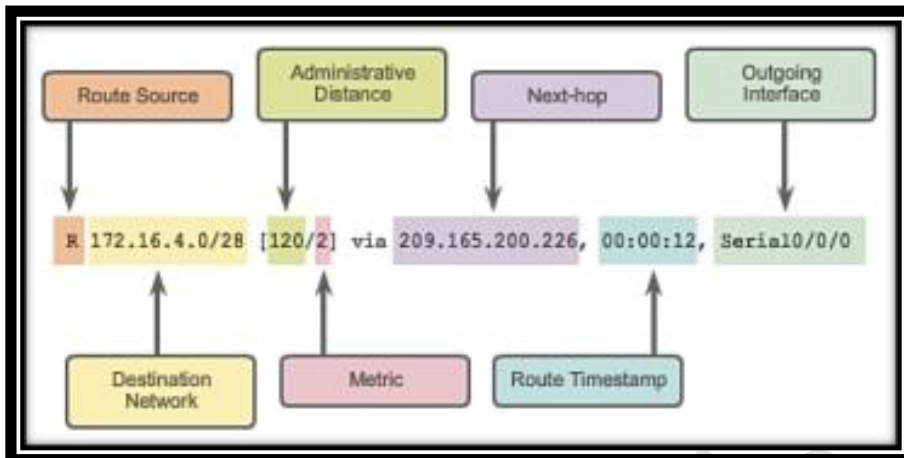 Route Source
Administrative
Distance
Next-hop
Outgoing
Interface
R 172.16.4.0/28 [120/2] via 209.165.200.226, 00:00:12, Serial0/0/0
Destination
Network
Metric
Route Timestamp